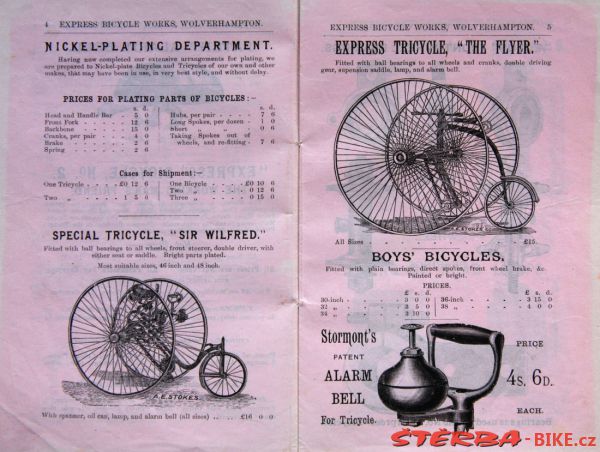 4 EXPRESS BICYCLE WORKS, WOLVERHAMPTON.
NICKEL-PLATING DEPARTMENT.
Having now completed our extensive arrangements for plating, we
are prepared to Nickel-plate Bicycles and Tricycles of our own and other
makes, that may have been in use, in very best style, and without delay.
PRICES FOR PLATING PARTS OF BICYCLES:—
s. d. s. d.
Head and Handle Bar - 5 0 Hubs, per pair - - - - 7 6
Front Fork - - - 12 6 Long Spokes, per dozen - 1 0
Backbone - - - - 15 0 Short „ „ 0 6
Cranks, per pair - - - 4 0 Taking Spokes out of
Brake - - - - 2 6 wheels, and re-fitting - 7 6
Spring - - - - 2 6
Cases for Shipment:—
One Tricycle - - £0 12 6 One Bicycle - - £0 10 6
Two „ - - 1 5 0 Two „ - - 0 12 6
Three „ - - 0 15 0
SPECIAL TRICYCLE, "SIR WILFRED."
Fitted with ball bearings to all wheels, front steerer, double driver, with
either seat or saddle. Bright parts plated.
Most suitable sizes, 46 inch and 48 inch.
A.E. STOKES.
With spanner, oil can, lamp, and alarm bell (all sizes) .. .. £16 0 0
EXPRESS BICYCLE WORKS, WOLVERHAMPTON. 5
EXPRESS TRICYCLE, "THE FLYER."
Fitted with ball bearings to all wheels and cranks, double driving
gear, supension saddle, lamp, and alarm bell.
A.E. STOKES
All Sizes - - - - £15.
BOYS' BICYCLES.
Fitted with plain bearings, direct spokes, front wheel brake, &c.
Painted or bright.
PRICES.
£ s. d. £ s. d.
30-inch - - - 3 0 0 36-inch - - - 3 15 0
32 „ - - - 3 5 0 38 „ - - - 4 0 0
34 „ - - - 3 10 0
Stormont's
PATENT
ALARM
BELL
For Tricycle.
PRICE
4s. 6d.
EACH.
ŠTĚRBA-BIKE.cz